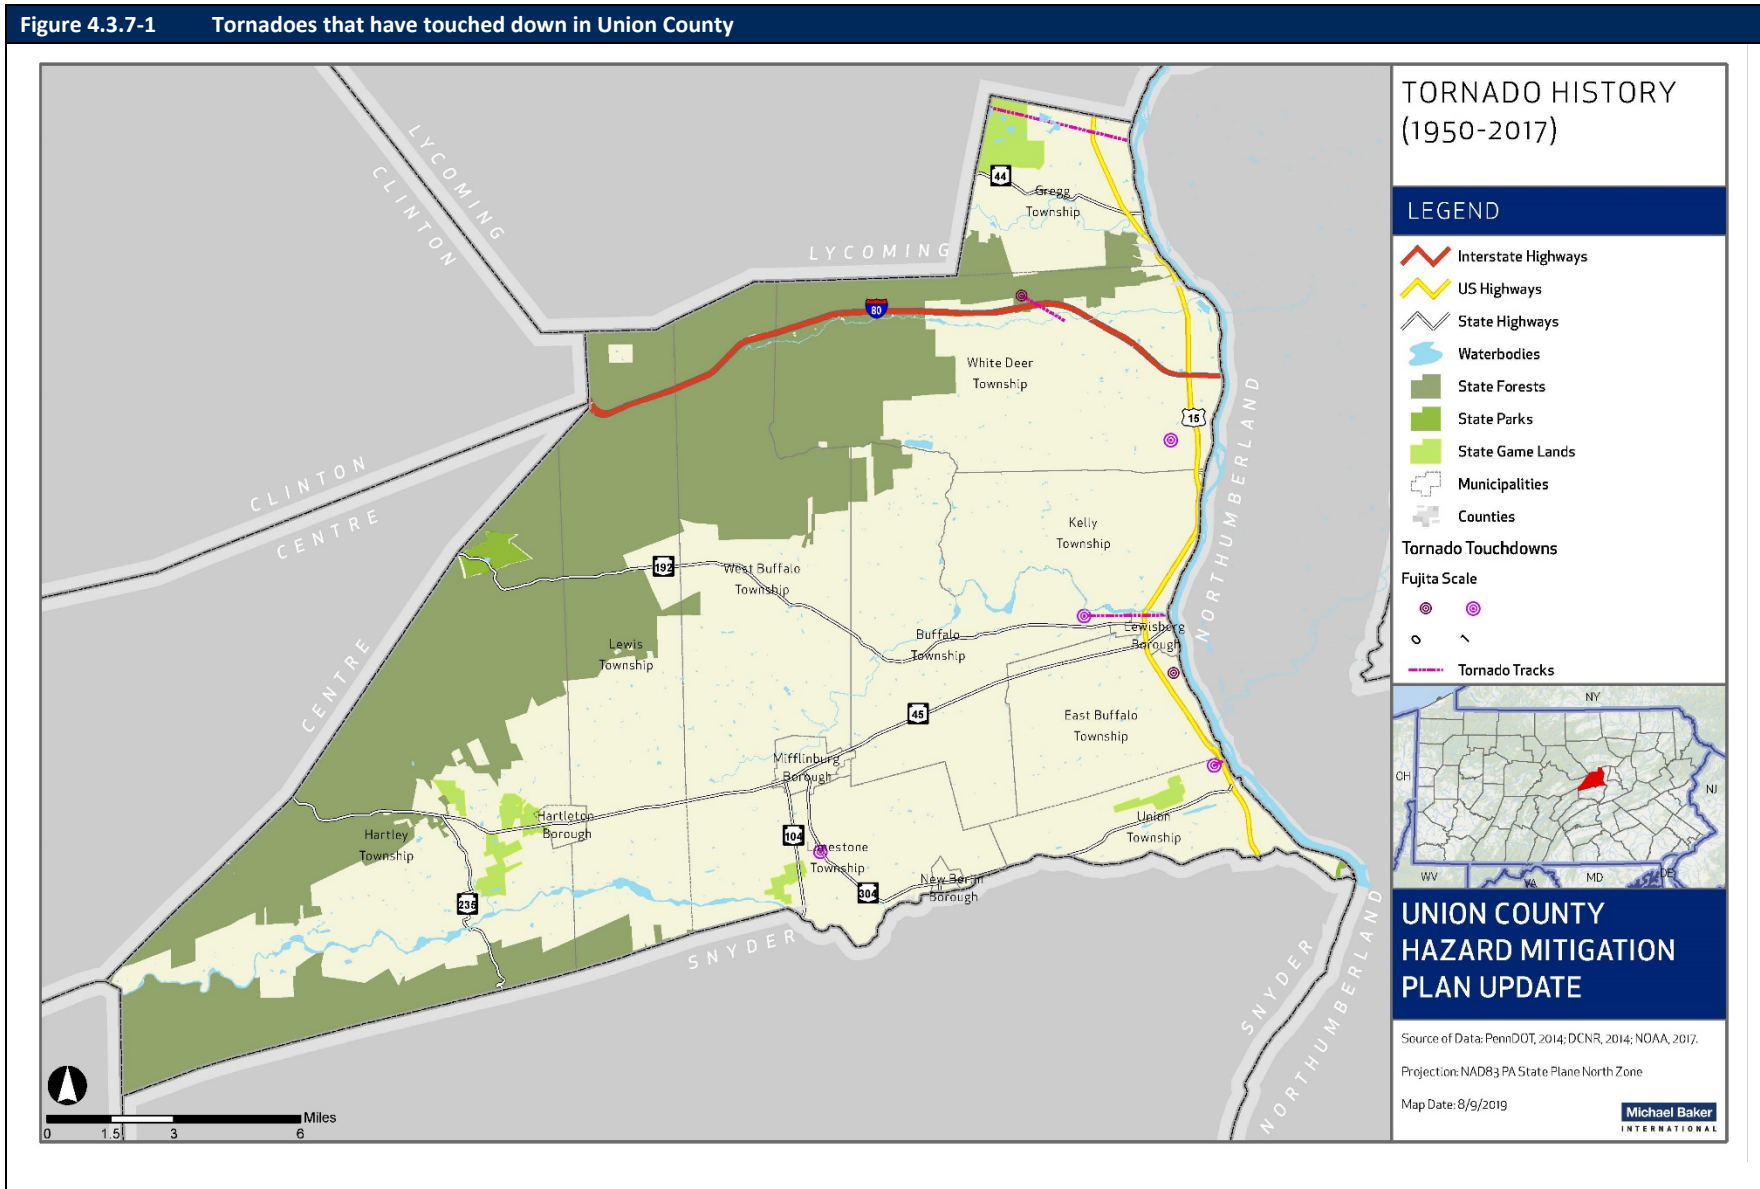 Figure 4.3.7-1 Tornadoes that have touched down in Union County
TORNADO HISTORY
(1950-2017)
LEGEND
Interstate Highways
US Highways
State Highways
Waterbodies
State Forests
State Parks
State Game Lands
Municipalities
Counties
Tornado Touchdowns
Fujita Scale
0 1
Tornado Tracks
LYCOMING
CLINTON
LYCOMING
44
Gregg
Township
80
White Deer
Township
15
NORTHUMBERLAND
CLINTON
CENTRE
Kelly
Township
192
West Buffalo
Township
Lewisberg
Borough
Buffalo
Township
Lewis
Township
CENTRE
45
East Buffalo
Township
Mifflinburg
Borough
Hartleton
Borough
Hartley
Township
104
Limestone
Township
Union
Township
304
New Berlin
Borough
235
SNYDER
SNYDER
NORTHUMBERLAND
Miles
0 1.5 3 6
NY
OH
NJ
WV
VA
MD
DE
UNION COUNTY
HAZARD MITIGATION
PLAN UPDATE
Source of Data: PennDOT, 2014; DCNR, 2014; NOAA, 2017.
Projection: NAD83 PA State Plane North Zone
Map Date: 8/9/2019
Michael Baker
INTERNATIONAL